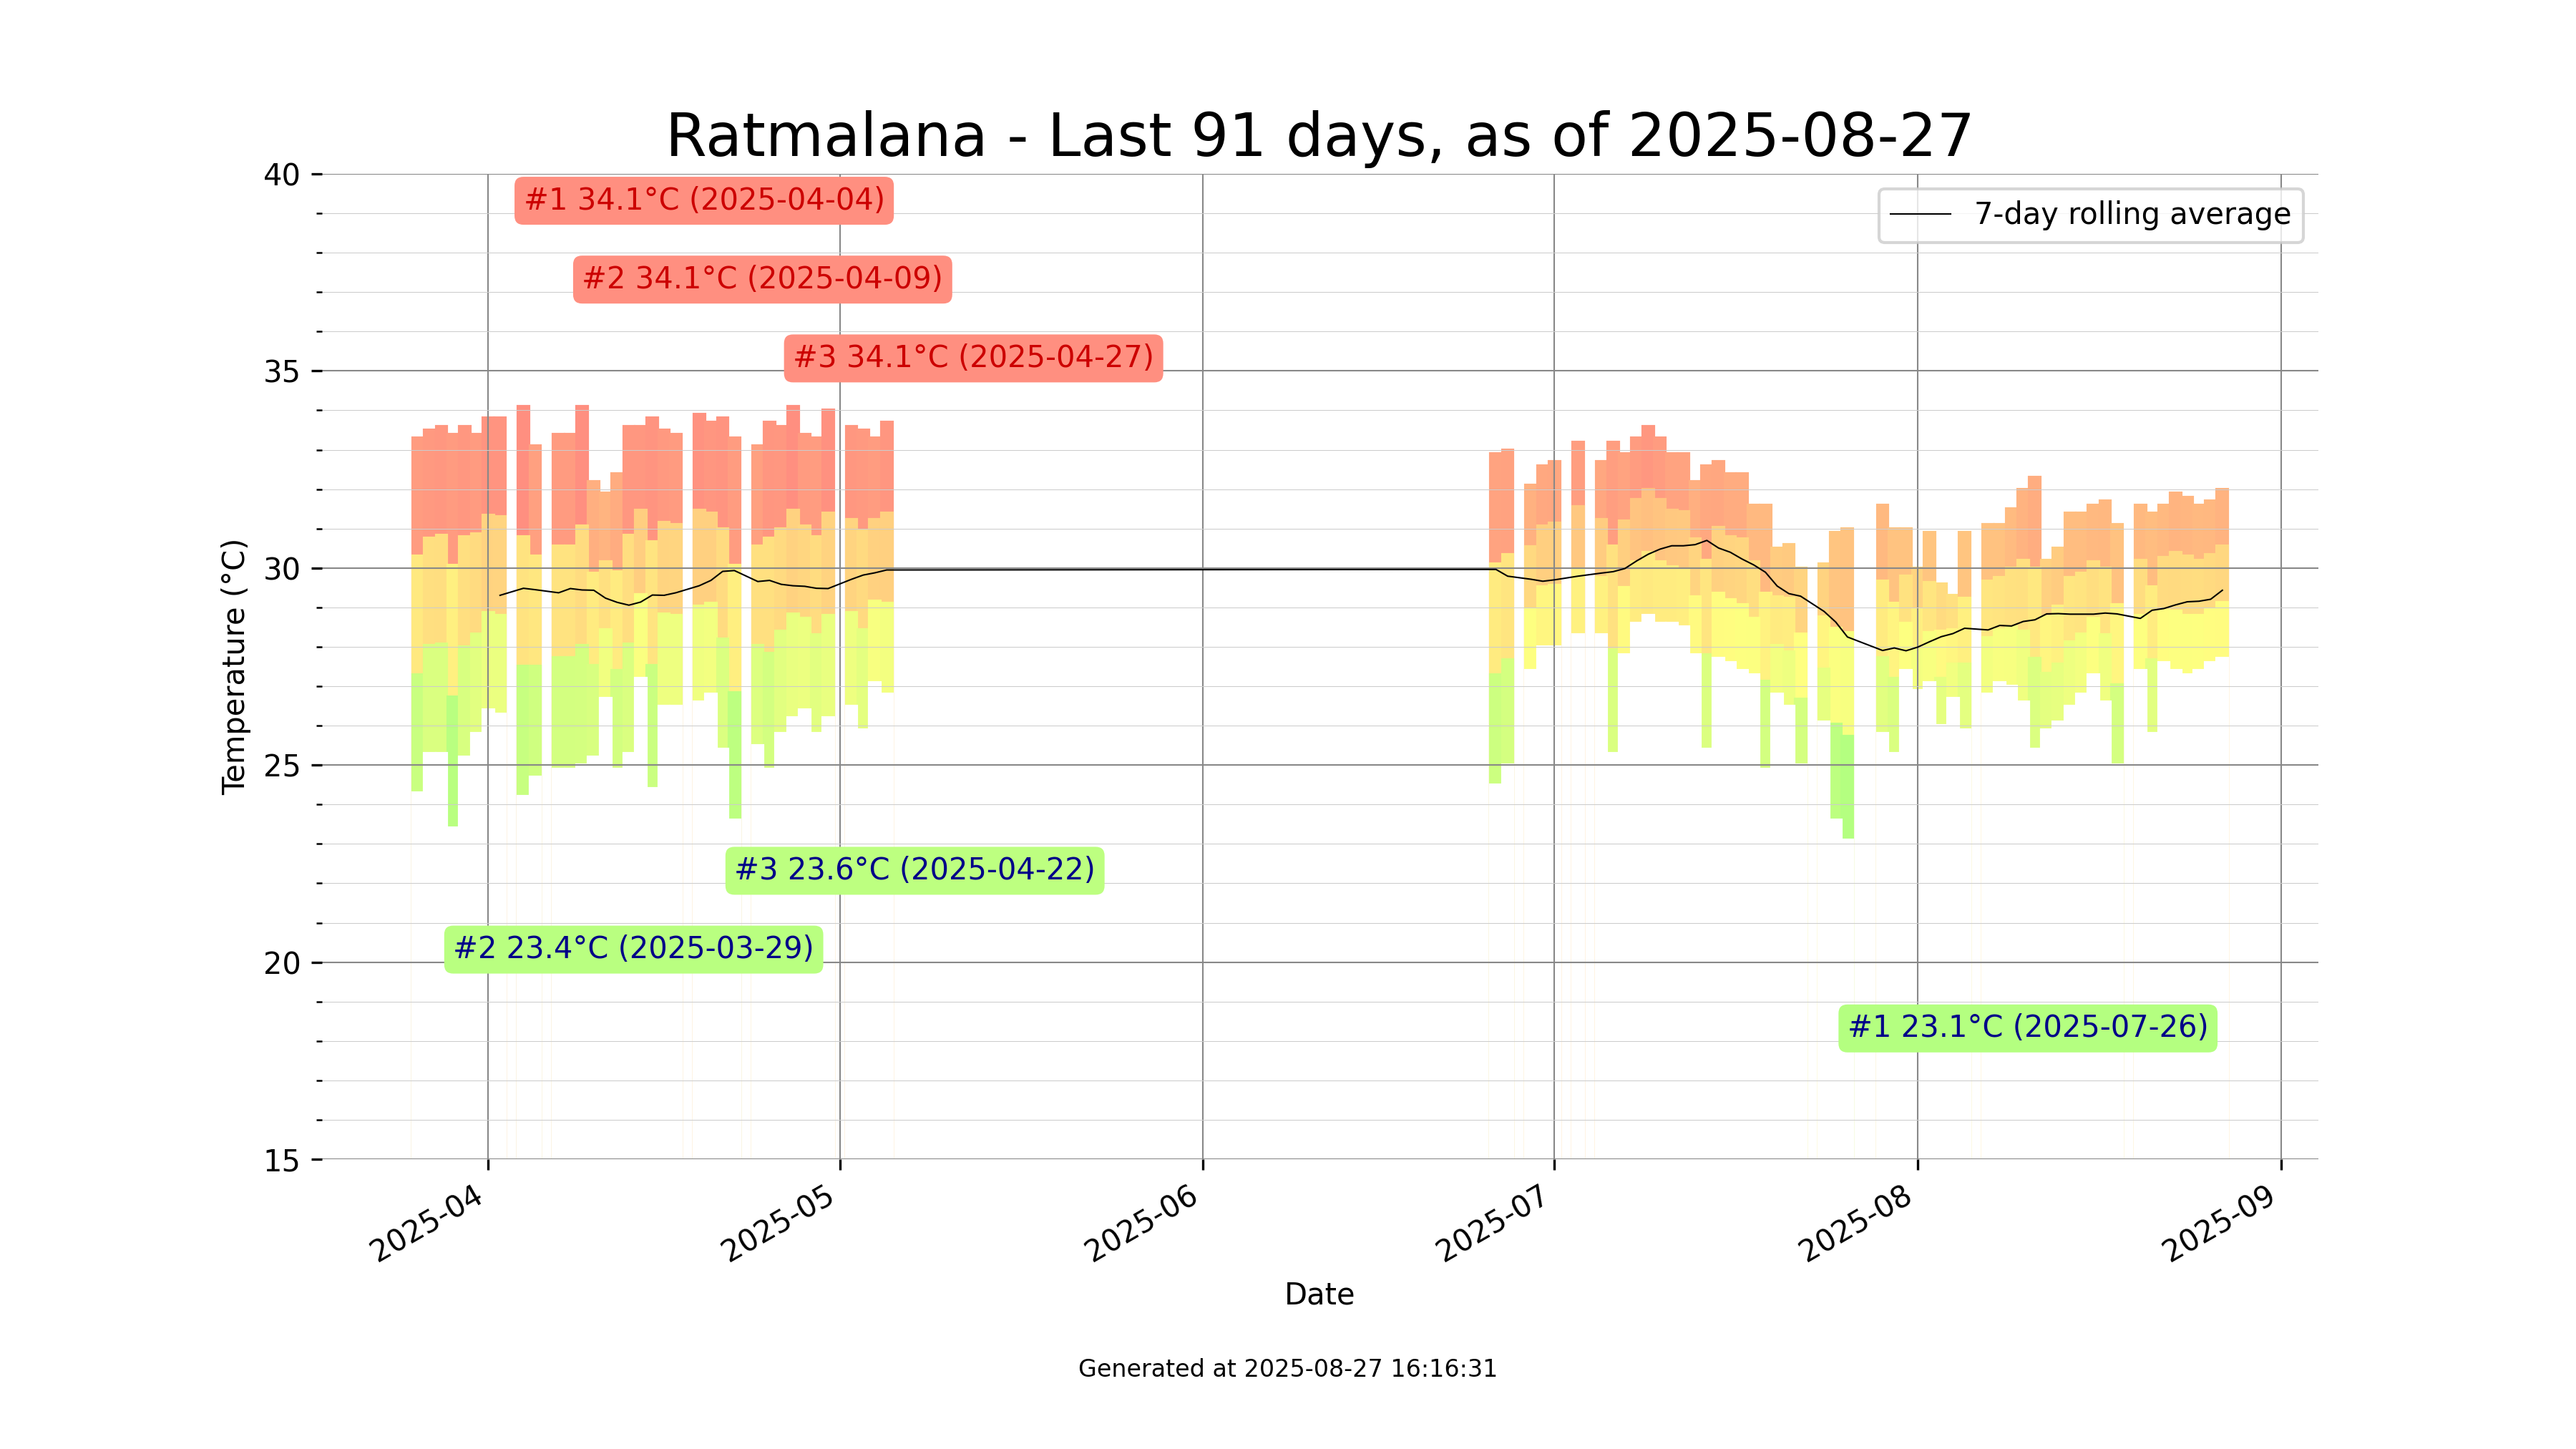 Ratmalana - Last 91 days, as of 2025-08-27
40
35
30
25
20
15
Temperature (°C)
7-day rolling average
#1 34.1°C (2025-04-04)
#2 34.1°C (2025-04-09)
#3 34.1°C (2025-04-27)
#3 23.6°C (2025-04-22)
#2 23.4°C (2025-03-29)
#1 23.1°C (2025-07-26)
2025-04
2025-05
2025-06
2025-07
2025-08
2025-09
Date
Generated at 2025-08-27 16:16:31